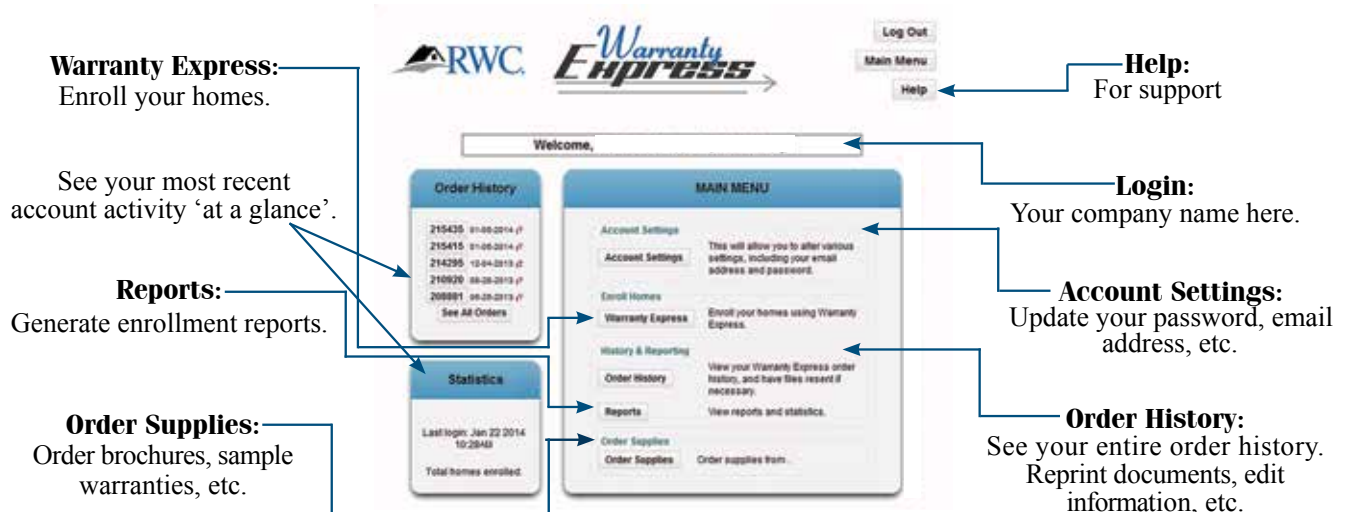 Warranty Express:
Enroll your homes.
See your most recent
account activity ‘at a glance’.
Reports:
Generate enrollment reports.
Order Supplies:
Order brochures, sample
warranties, etc.
RWC
Warranty
Express
Log Out
Main Menu
Help
Welcome,
Order History
215435 01-08-2014
215415 01-06-2014
214295 12-04-2013
210920
208881
See All Orders
Statistics
Last login: Jan 22 2014
10:28AM
Total homes enrolled:
MAIN MENU
Account Settings
Account Settings
This will allow you to alter various
settings, including your email
address and password.
Enroll Homes
Warranty Express
Enroll your homes using Warranty
Express.
History & Reporting
Order History
View your Warranty Express order
history, and have files resent if
necessary.
Reports
View reports and statistics.
Order Supplies
Order Supplies
Order supplies from
Help:
For support
Login:
Your company name here.
Account Settings:
Update your password, email
address, etc.
Order History:
See your entire order history.
Reprint documents, edit
information, etc.